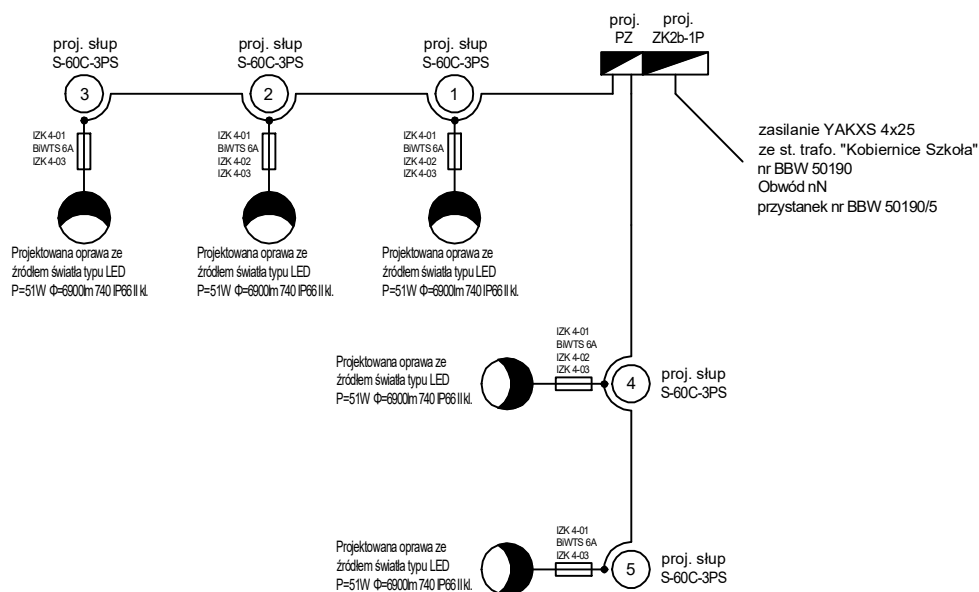 proj.
PZ
proj.
ZK2b-1P
proj. słup
S-60C-3PS
3
proj. słup
S-60C-3PS
2
proj. słup
S-60C-3PS
1
IZK 4-01
BiWTS 6A
IZK 4-03
IZK 4-01
BiWTS 6A
IZK 4-02
IZK 4-03
IZK 4-01
BiWTS 6A
IZK 4-02
IZK 4-03
zasilanie YAKXS 4x25
ze st. trafo. "Kobiernice Szkoła"
nr BBW 50190
Obwód nN
przystanek nr BBW 50190/5
Projektowana oprawa ze
źródłem światła typu LED
P=51W Φ=6900lm 740 IP66 II kl.
Projektowana oprawa ze
źródłem światła typu LED
P=51W Φ=6900lm 740 IP66 II kl.
Projektowana oprawa ze
źródłem światła typu LED
P=51W Φ=6900lm 740 IP66 II kl.
Projektowana oprawa ze
źródłem światła typu LED
P=51W Φ=6900lm 740 IP66 II kl.
IZK 4-01
BiWTS 6A
IZK 4-02
IZK 4-03
4
proj. słup
S-60C-3PS
Projektowana oprawa ze
źródłem światła typu LED
P=51W Φ=6900lm 740 IP66 II kl.
IZK 4-01
BiWTS 6A
IZK 4-03
5
proj. słup
S-60C-3PS